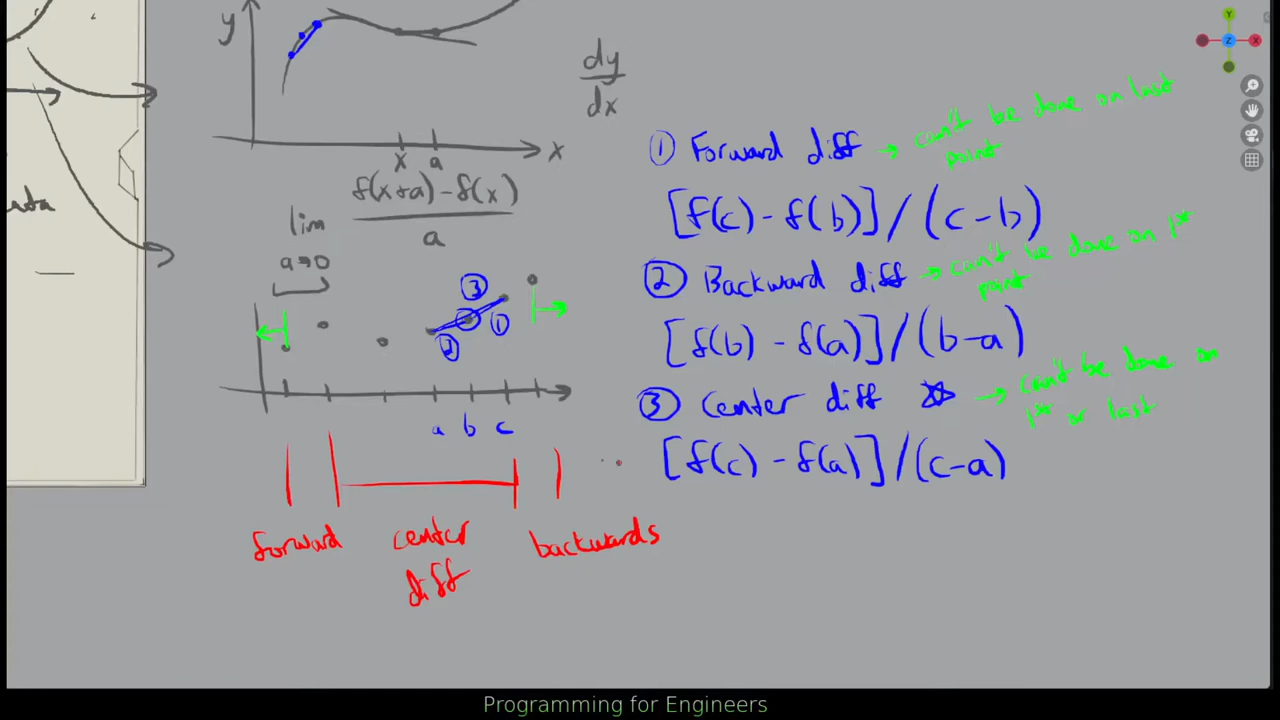 y
dy
dx
x a x
f(x+a)-f(x)
a
lim
a→0
① Forward diff → can't be done on last
point
[f(c) - f(b)] / (c-b)
② Backward diff → can't be done on 1st
point
[f(b) - f(a)] / (b-a)
③ Center diff → can't be done on
1st or last
[f(c) - f(a)] / (c-a)
③
① 
②
a b c
forward
center
diff
backwards
Programming for Engineers
Y
Z
X